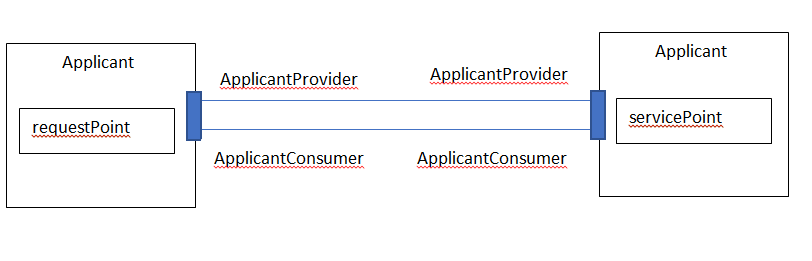 Applicant
Applicant
ApplicantProvider
ApplicantProvider
requestPoint
servicePoint
ApplicantConsumer
ApplicantConsumer